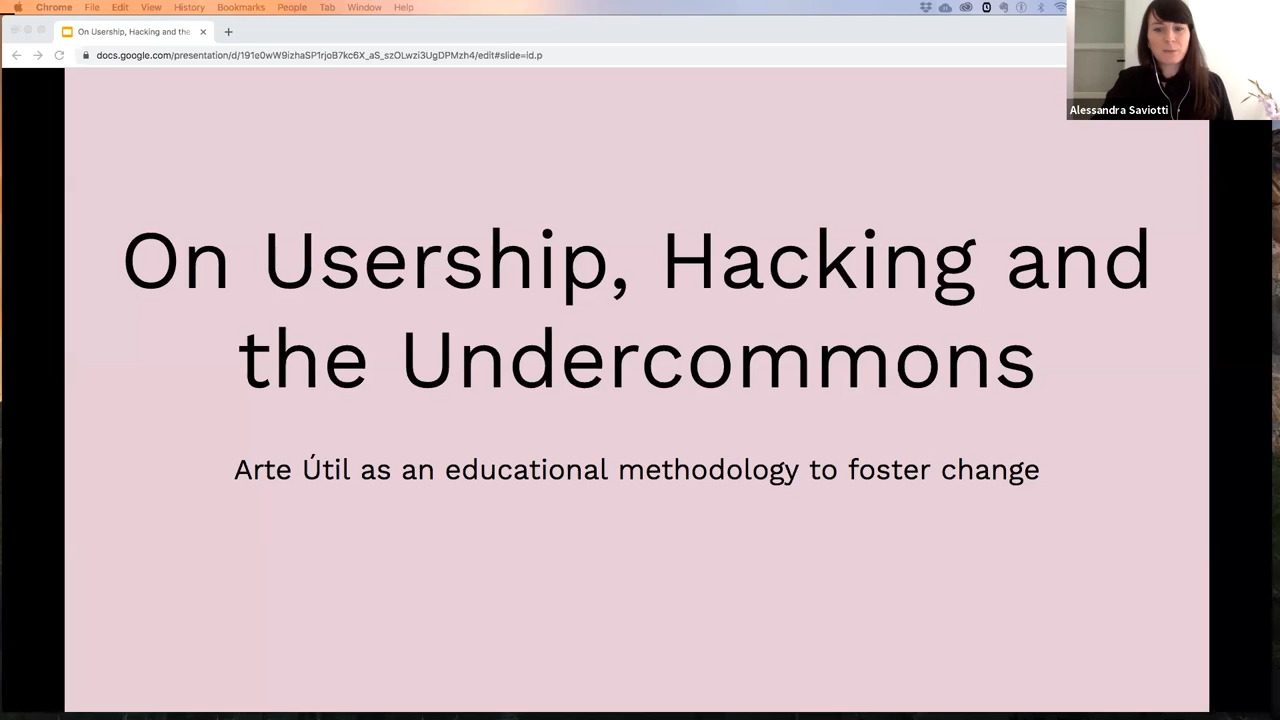 Chrome File Edit View History Bookmarks People Tab Window Help
On Usership, Hacking and the
docs.google.com/presentation/d/191e0wW9izhaSP1rjoB7kc6X_aS_szOLwzi3UgDPMzh4/edit#slide=id.p
Alessandra Saviotti
On Usership, Hacking and
the Undercommons
Arte Útil as an educational methodology to foster change